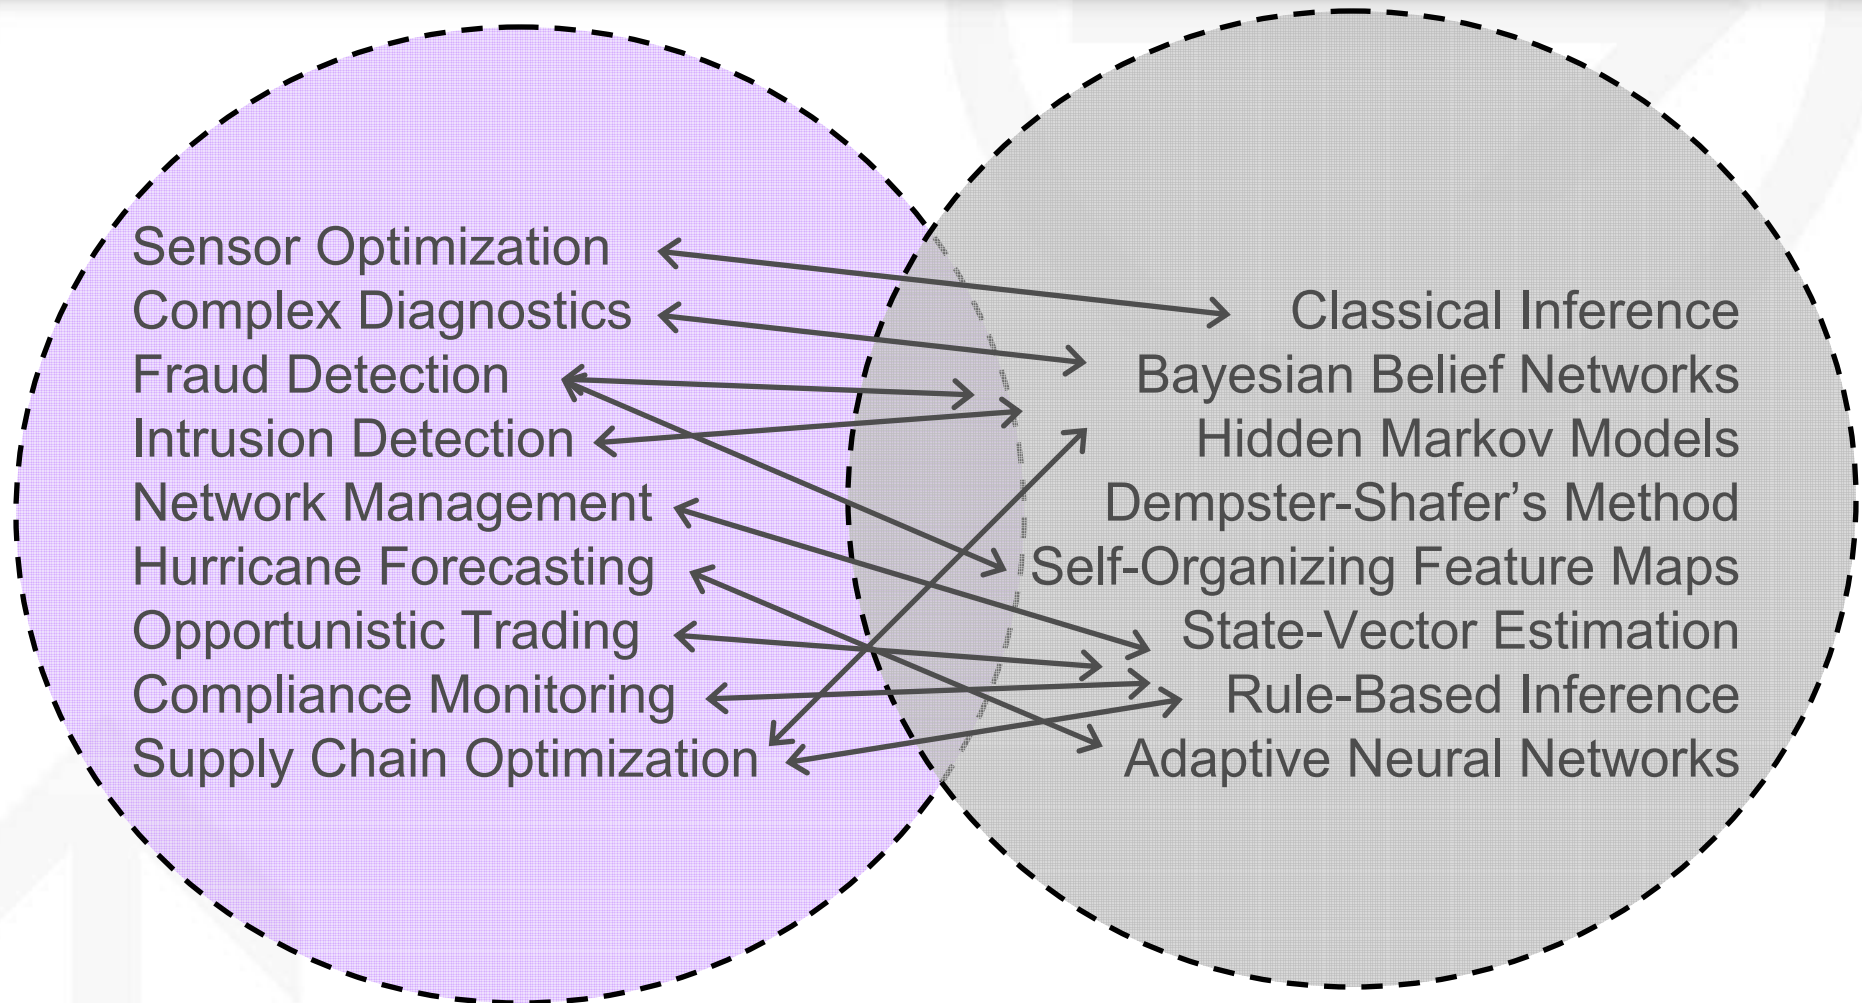 Sensor Optimization
Complex Diagnostics
Fraud Detection
Intrusion Detection
Network Management
Hurricane Forecasting
Opportunistic Trading
Compliance Monitoring
Supply Chain Optimization
Classical Inference
Bayesian Belief Networks
Hidden Markov Models
Dempster-Shafer’s Method
Self-Organizing Feature Maps
State-Vector Estimation
Rule-Based Inference
Adaptive Neural Networks